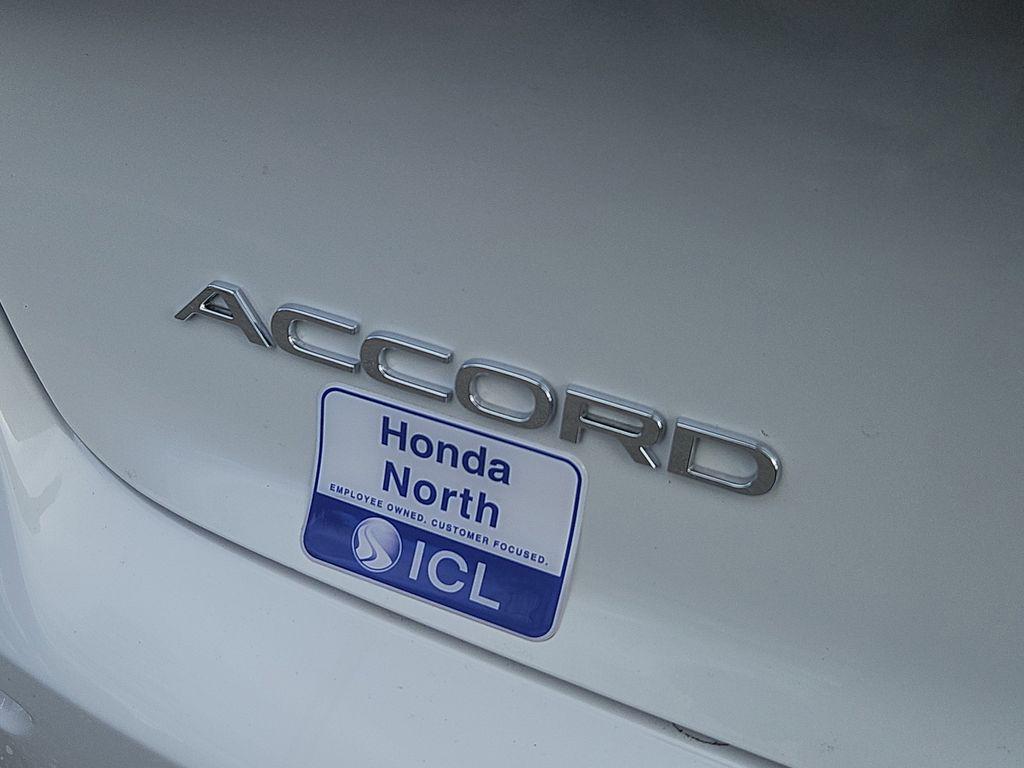 ACCORD
Honda
North
EMPLOYEE OWNED. CUSTOMER FOCUSED.
ICL